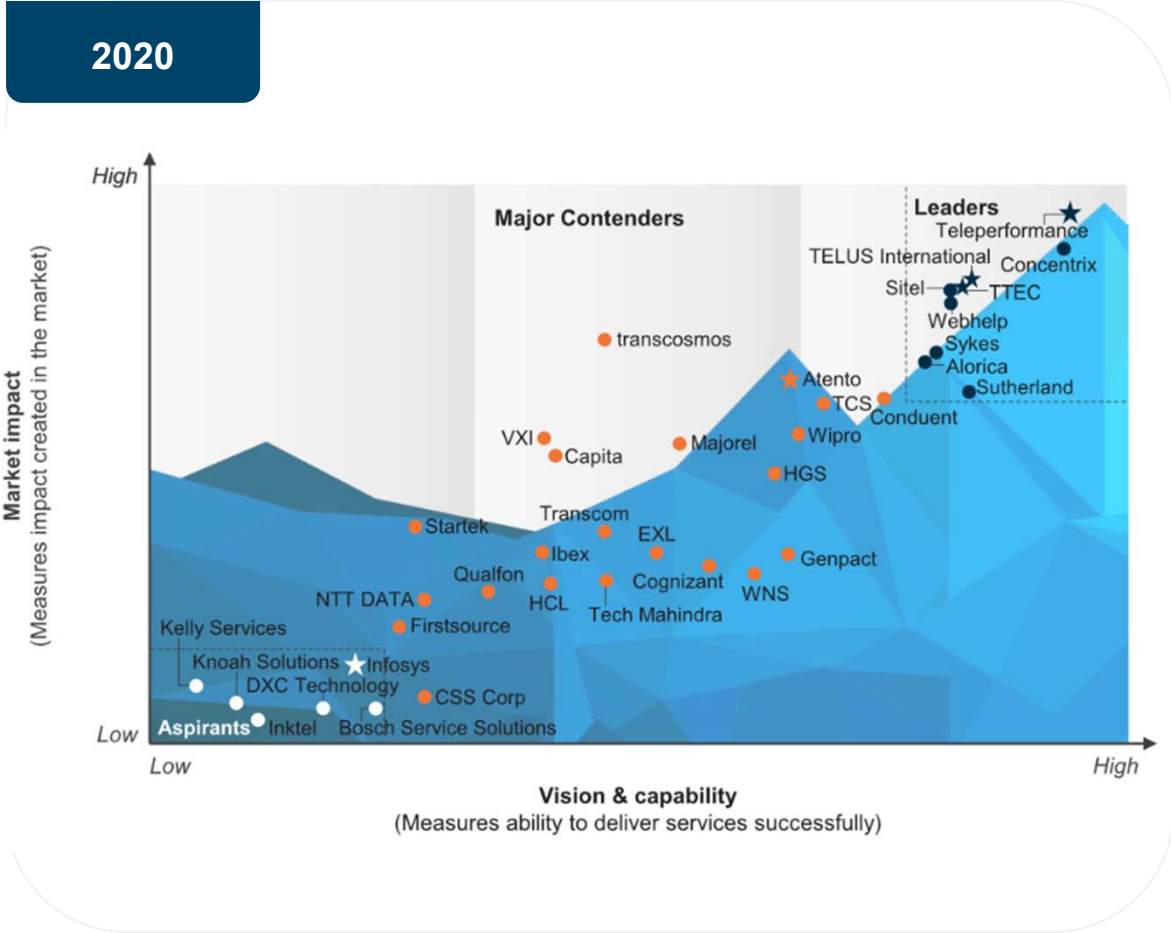 2020
High
Major Contenders
Leaders
Teleperformance
TELUS International
Concentrix
Sitel
TTEC
Webhelp
transcosmos
Sykes
Alorica
Atento
Sutherland
TCS
Conduent
VXI
Majorel
Wipro
Capita
HGS
Transcom
Startek
EXL
Ibex
Genpact
Qualfon
Cognizant
WNS
NTT DATA
HCL
Tech Mahindra
Firstsource
Kelly Services
Knoah Solutions
Infosys
DXC Technology
CSS Corp
Aspirants
Inktel
Bosch Service Solutions
Market impact
(Measures impact created in the market)
Low
Low
High
Vision & capability
(Measures ability to deliver services successfully)